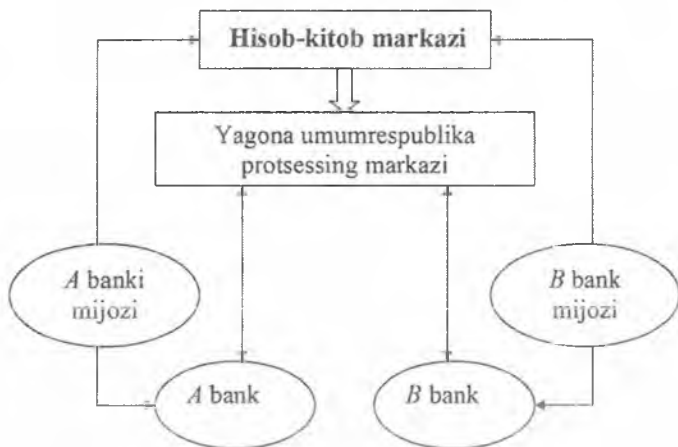 Hisob-kitob markazi
Yagona umumrespublika
protsessing markazi
A banki
mijozi
B bank
mijozi
A bank
B bank